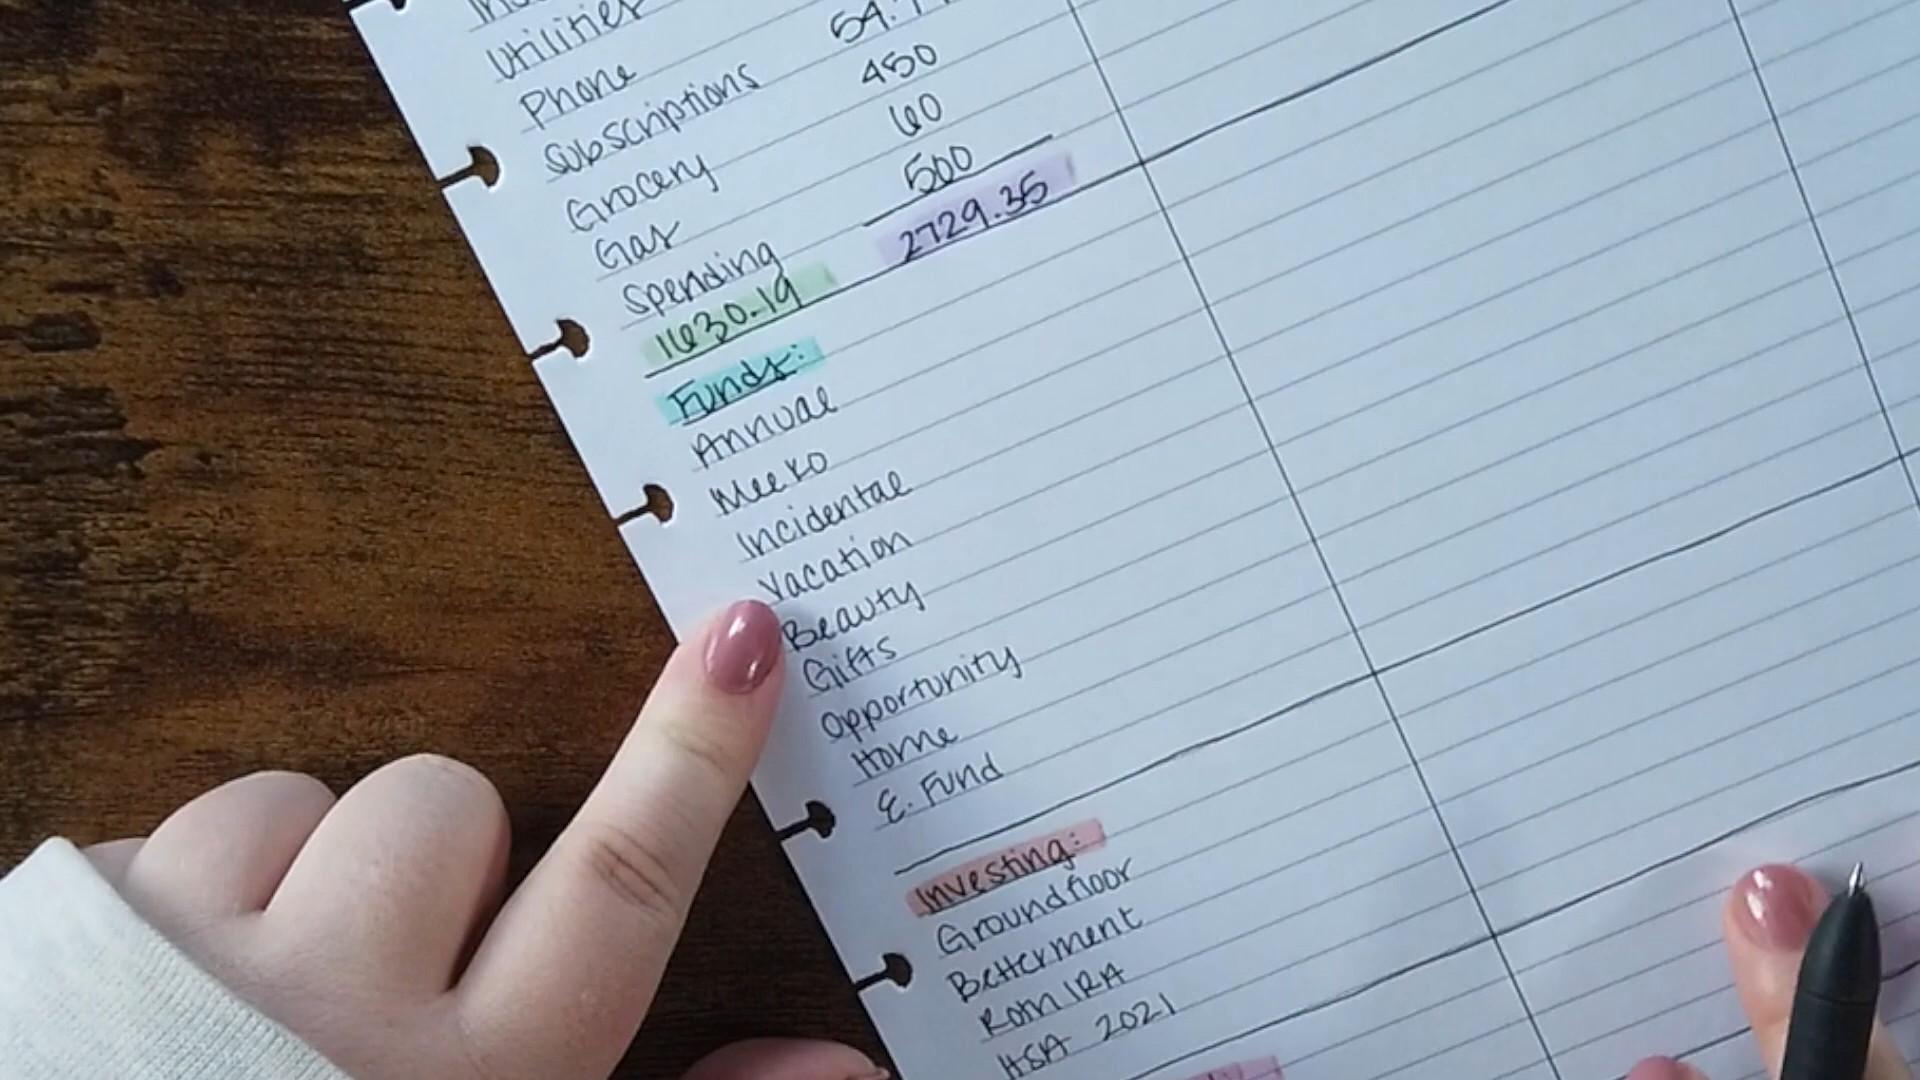 Utilities
Phone
Subscriptions
Grocery 450
Gas 60
Spending 500
1630.19 2729.35
Funds:
Annual
Meeko
Incidental
Vacation
Beauty
Gifts
Opportunity
Home
E. Fund
Investing:
Groundfloor
Betterment
Roth IRA
HSA 2021